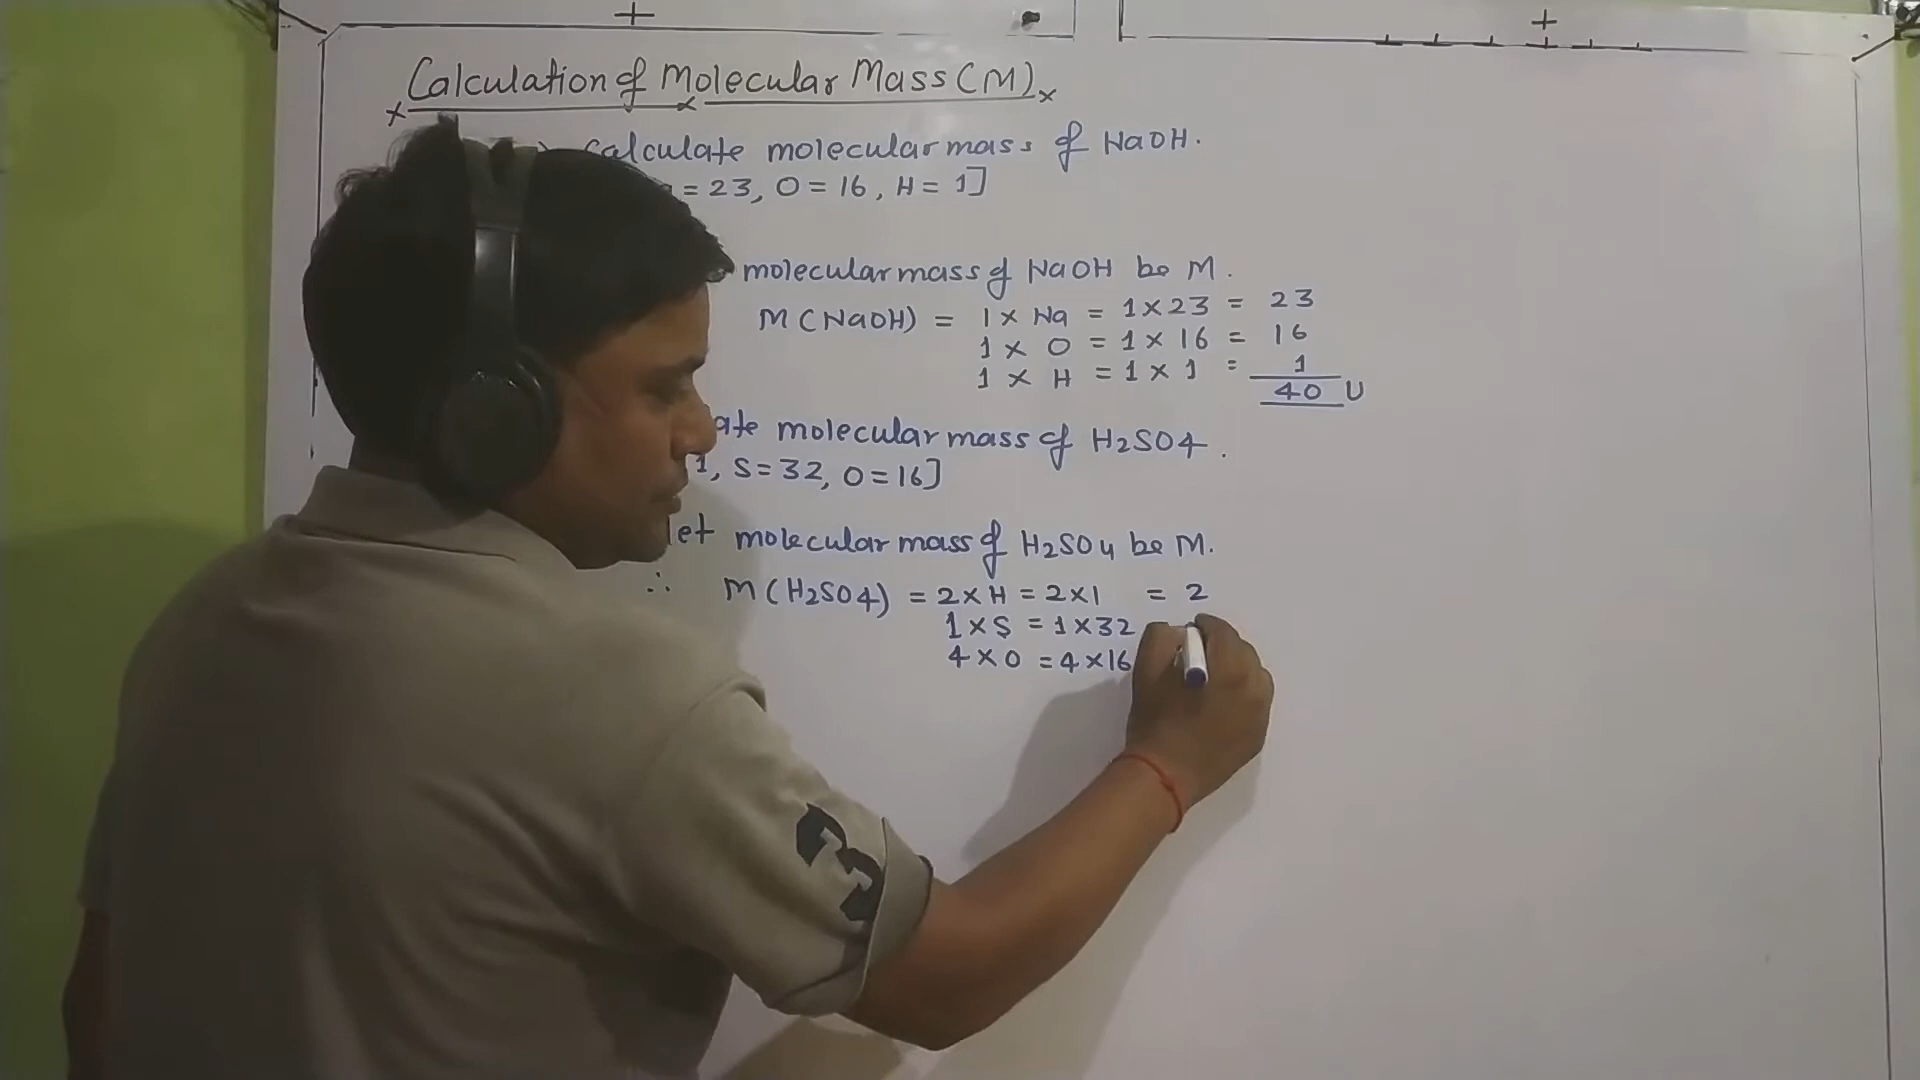 Calculation of Molecular Mass (M)
Calculate molecular mass of NaOH.
= 23, O = 16, H = 1]
molecular mass of NaOH be M.
M (NaOH) = 1 × Na = 1 × 23 = 23
1 × O = 1 × 16 = 16
1 × H = 1 × 1 = 1
40 U
ate molecular mass of H2SO4.
1, S = 32, O = 16]
let molecular mass of H2SO4 be M.
∴ M (H2SO4) = 2 × H = 2 × 1 = 2
1 × S = 1 × 32
4 × O = 4 × 16